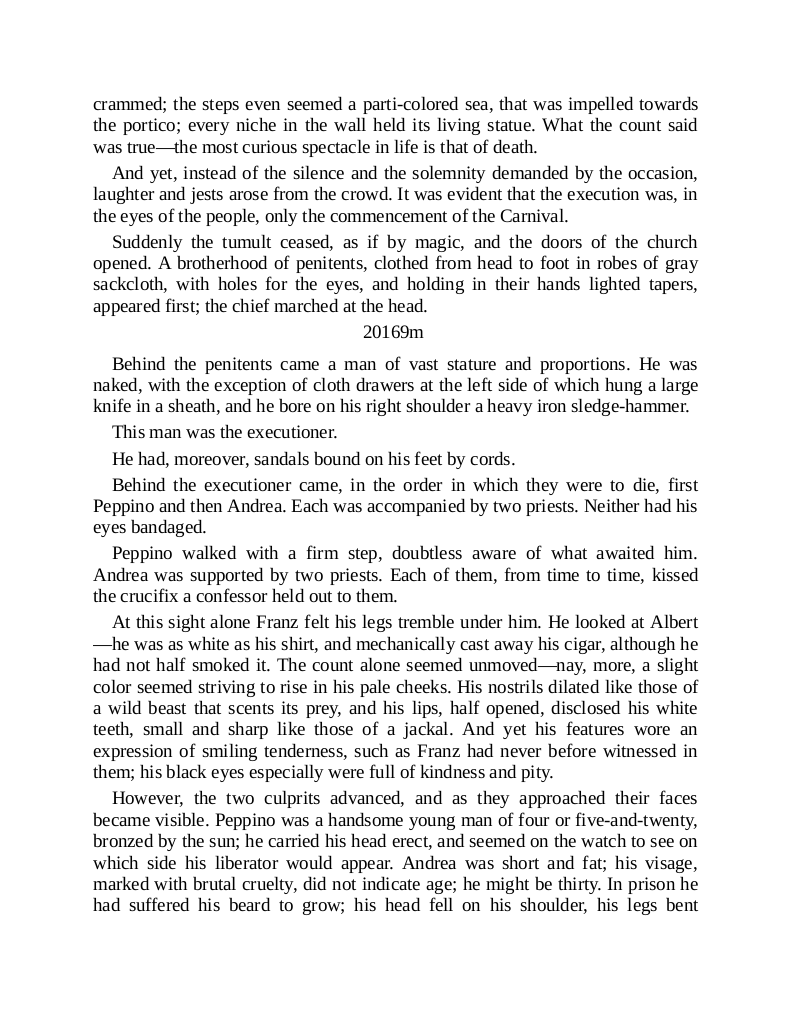 crammed; the steps even seemed a parti-colored sea, that was impelled towards
the portico; every niche in the wall held its living statue. What the count said
was true—the most curious spectacle in life is that of death.
And yet, instead of the silence and the solemnity demanded by the occasion,
laughter and jests arose from the crowd. It was evident that the execution was, in
the eyes of the people, only the commencement of the Carnival.
Suddenly the tumult ceased, as if by magic, and the doors of the church
opened. A brotherhood of penitents, clothed from head to foot in robes of gray
sackcloth, with holes for the eyes, and holding in their hands lighted tapers,
appeared first; the chief marched at the head.
20169m
Behind the penitents came a man of vast stature and proportions. He was
naked, with the exception of cloth drawers at the left side of which hung a large
knife in a sheath, and he bore on his right shoulder a heavy iron sledge-hammer.
This man was the executioner.
He had, moreover, sandals bound on his feet by cords.
Behind the executioner came, in the order in which they were to die, first
Peppino and then Andrea. Each was accompanied by two priests. Neither had his
eyes bandaged.
Peppino walked with a firm step, doubtless aware of what awaited him.
Andrea was supported by two priests. Each of them, from time to time, kissed
the crucifix a confessor held out to them.
At this sight alone Franz felt his legs tremble under him. He looked at Albert
—he was as white as his shirt, and mechanically cast away his cigar, although he
had not half smoked it. The count alone seemed unmoved—nay, more, a slight
color seemed striving to rise in his pale cheeks. His nostrils dilated like those of
a wild beast that scents its prey, and his lips, half opened, disclosed his white
teeth, small and sharp like those of a jackal. And yet his features wore an
expression of smiling tenderness, such as Franz had never before witnessed in
them; his black eyes especially were full of kindness and pity.
However, the two culprits advanced, and as they approached their faces
became visible. Peppino was a handsome young man of four or five-and-twenty,
bronzed by the sun; he carried his head erect, and seemed on the watch to see on
which side his liberator would appear. Andrea was short and fat; his visage,
marked with brutal cruelty, did not indicate age; he might be thirty. In prison he
had suffered his beard to grow; his head fell on his shoulder, his legs bent